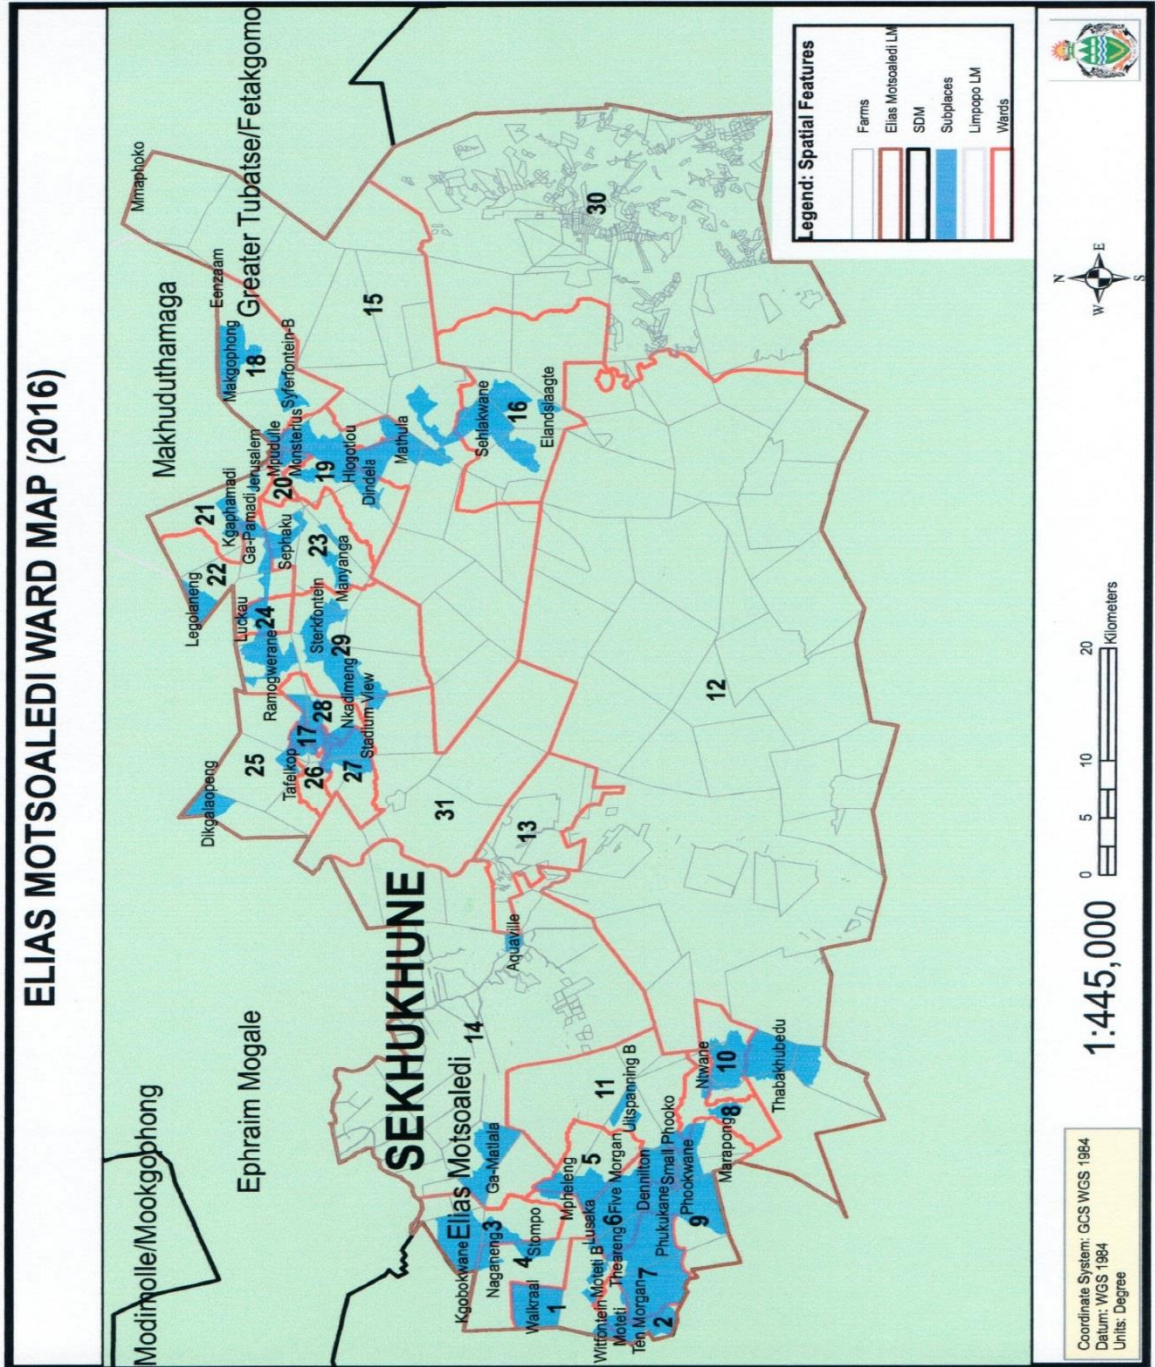 ELIAS MOTSOALEDI WARD MAP (2016)
Modimolle/Mookgophong
Ephraim Mogale
Makhuduthamaga
Greater Tubatse/Fetakgomo
SEKHUKHUNE
Elias Motsoaledi
Mmaphoko
Eenzaam
Makgophong
18
Syferfontein-B
15
30
Jerusalem
Mpudulle
Monsterlus
20
19
Hlogotlou
Dindela
Mathula
Sehlakwane
16
Elandslaagte
21
Kgaphamadi
Ga-Pamadi
22
Legolaneng
Sephaku
23
Manyanga
Luckau
24
Ramogwerane
Sterkfontein
29
Nkadimeng
Stadium View
28
17
Tafelkop
26
27
25
Dikgalaopeng
31
13
12
Aquaville
14
Ga-Matlala
Kgobokwane
Naganeng
3
4
Stompo
Walkraal
1
Mpheleng
5
11
Uitspanning B
Lusaka
Five Morgan
6
Theareng
Moteti B
Witfontein
Moteti
Ten Morgan
2
7
Phukukane
Dennilton
Small Phooko
Phookwane
9
Marapong
8
Ntwane
10
Thabakhubedu
Legend: Spatial Features
Farms
Elias Motsoaledi LM
SDM
Subplaces
Limpopo LM
Wards
Coordinate System: GCS WGS 1984
Datum: WGS 1984
Units: Degree
1:445,000
0 5 10 20
Kilometers
N
W E
S